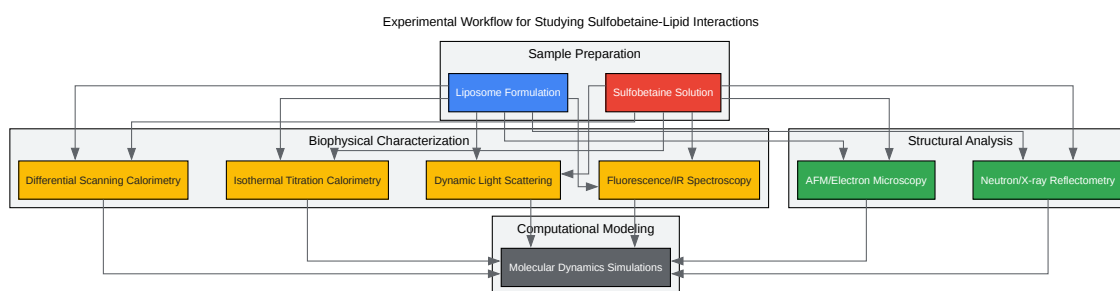 Experimental Workflow for Studying Sulfobetaine-Lipid Interactions
Sample Preparation
Liposome Formulation
Sulfobetaine Solution
Biophysical Characterization
Structural Analysis
Differential Scanning Calorimetry
Isothermal Titration Calorimetry
Dynamic Light Scattering
Fluorescence/IR Spectroscopy
AFM/Electron Microscopy
Neutron/X-ray Reflectometry
Computational Modeling
Molecular Dynamics Simulations